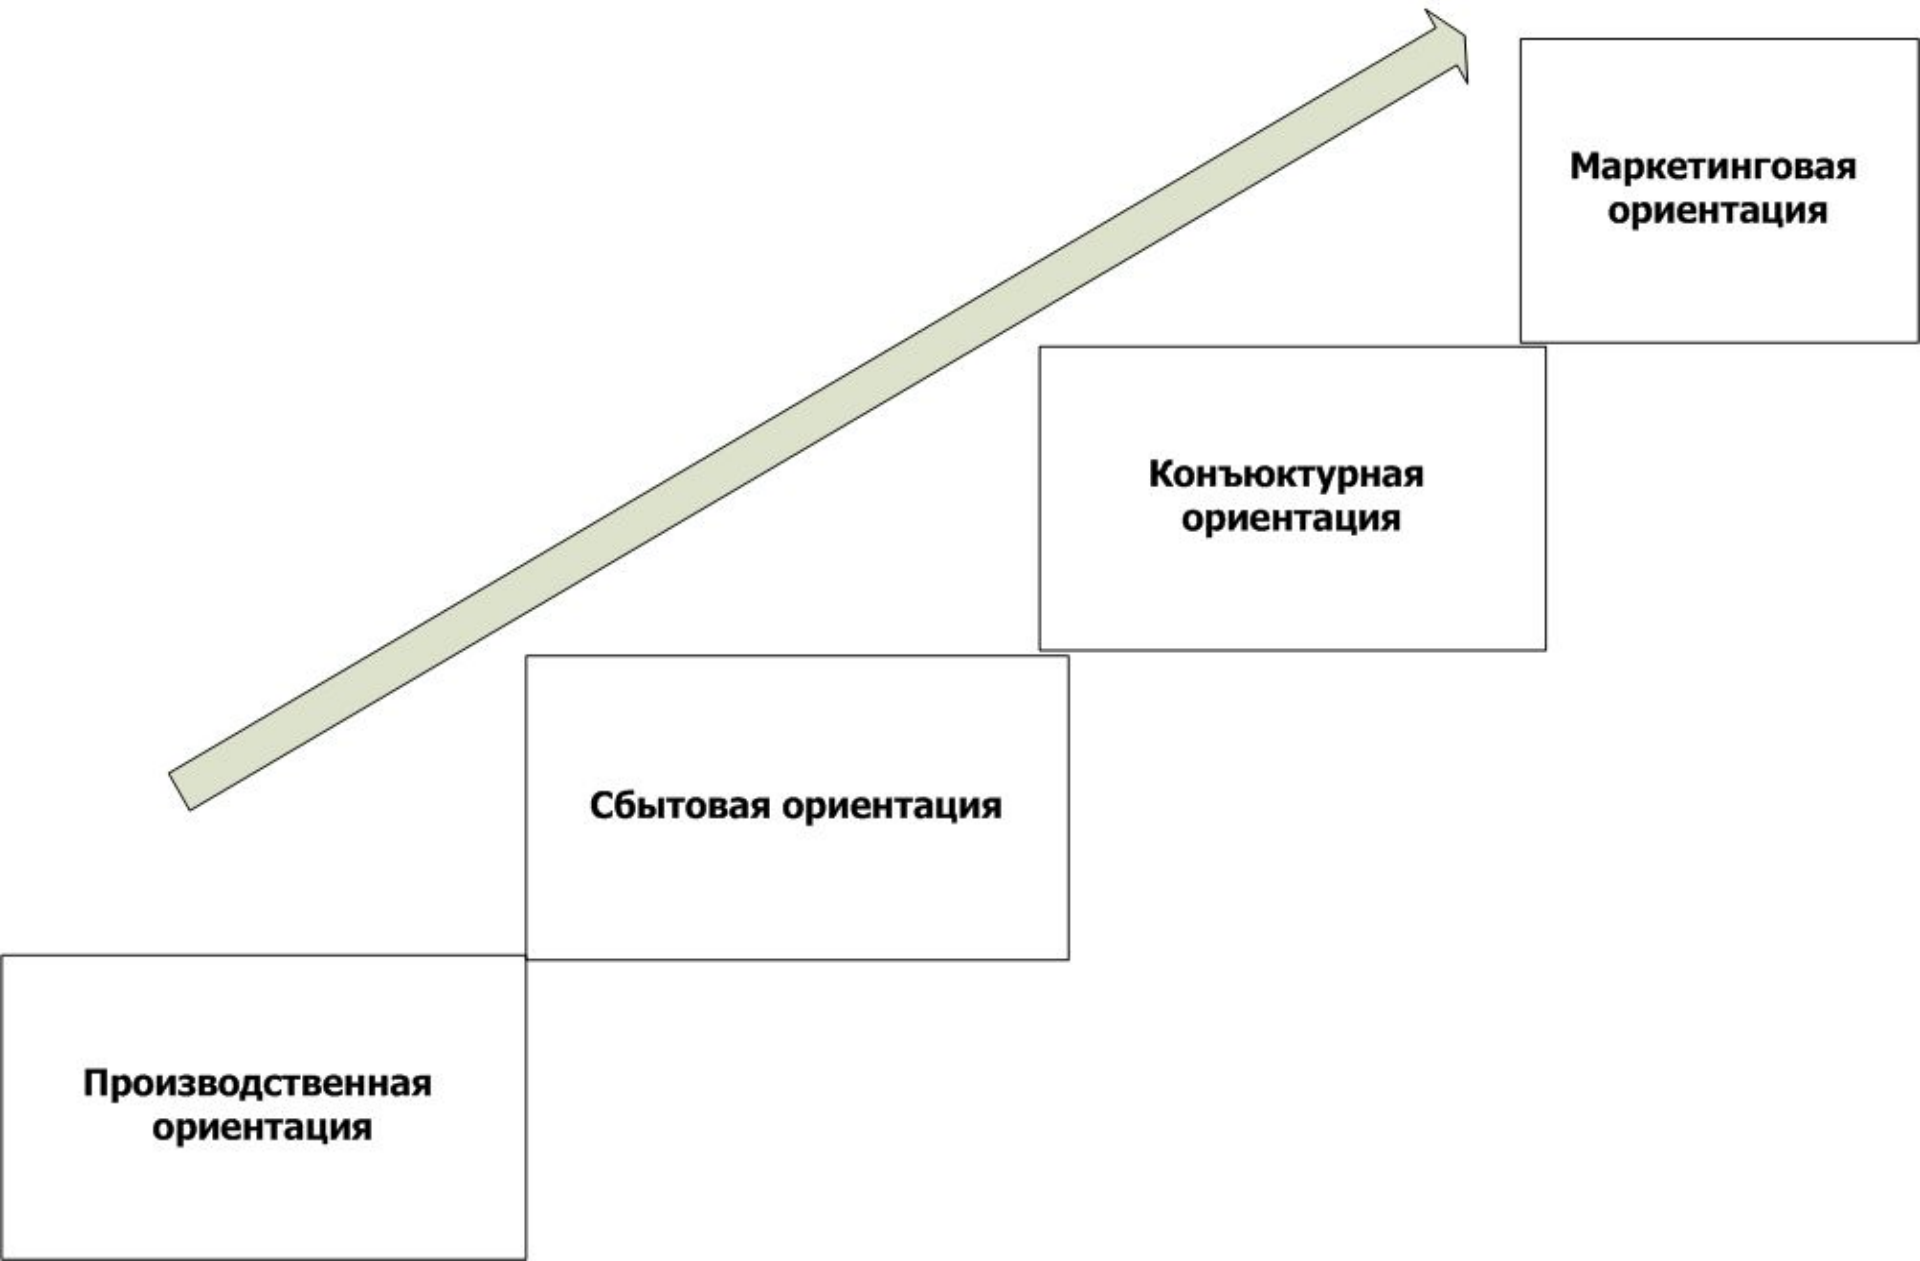 Маркетинговая
ориентация
Конъюктурная
ориентация
Сбытовая ориентация
Производственная
ориентация